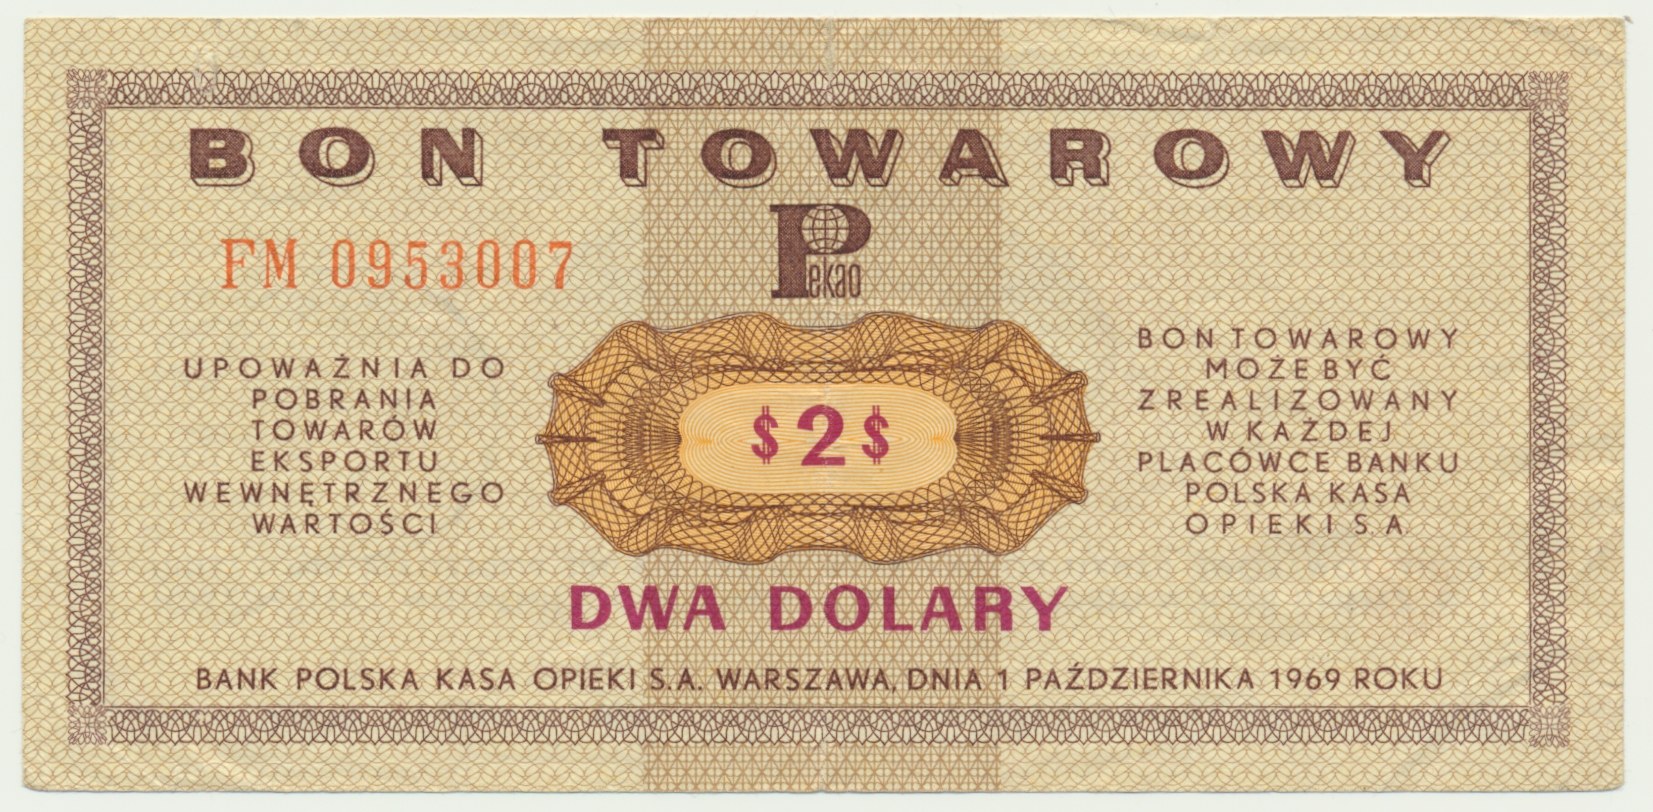 BON TOWAROWY
Pekao
FM 0953007
UPOWAŻNIA DO
POBRANIA
TOWARÓW
EKSPORTU
WEWNĘTRZNEGO
WARTOŚCI
$2$
BON TOWAROWY
MOŻE BYĆ
ZREALIZOWANY
W KAŻDEJ
PLACÓWCE BANKU
POLSKA KASA
OPIEKI S.A.
DWA DOLARY
BANK POLSKA KASA OPIEKI S.A. WARSZAWA, DNIA 1 PAŹDZIERNIKA 1969 ROKU